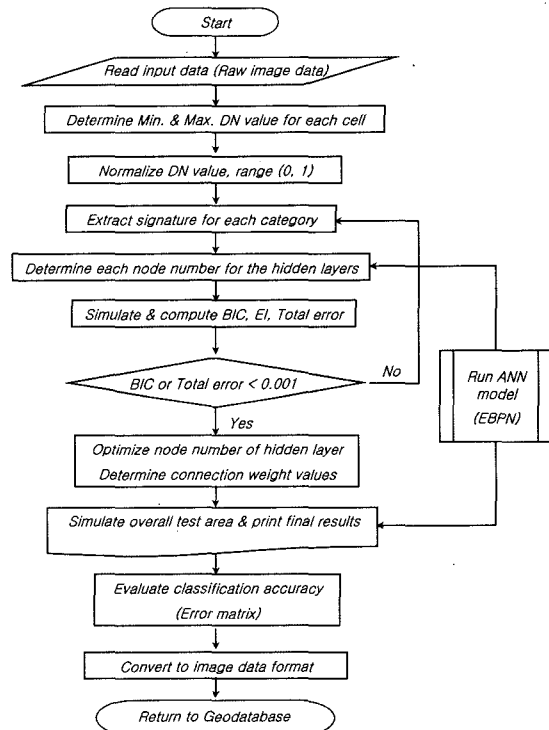 Start
Read input data (Raw image data)
Determine Min. & Max. DN value for each cell
Normalize DN value, range (0, 1)
Extract signature for each category
Determine each node number for the hidden layers
Simulate & compute BIC, EI, Total error
No
BIC or Total error < 0.001
Run ANN
model
(EBPN)
Yes
Optimize node number of hidden layer
Determine connection weight values
Simulate overall test area & print final results
Evaluate classification accuracy
(Error matrix)
Convert to image data format
Return to Geodatabase